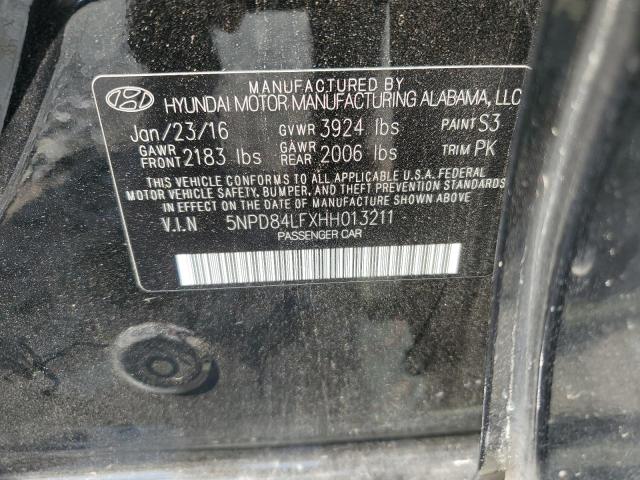 MANUFACTURED BY
HYUNDAI MOTOR MANUFACTURING ALABAMA, LLC
Jan/23/16 GVWR 3924 lbs PAINT S3
GAWR FRONT 2183 lbs GAWR REAR 2006 lbs TRIM PK
THIS VEHICLE CONFORMS TO ALL APPLICABLE U.S.A. FEDERAL
MOTOR VEHICLE SAFETY, BUMPER, AND THEFT PREVENTION
STANDARDS IN EFFECT ON THE DATE OF MANUFACTURE SHOWN ABOVE.
V.I.N 5NPD84LFXHH013211
PASSENGER CAR